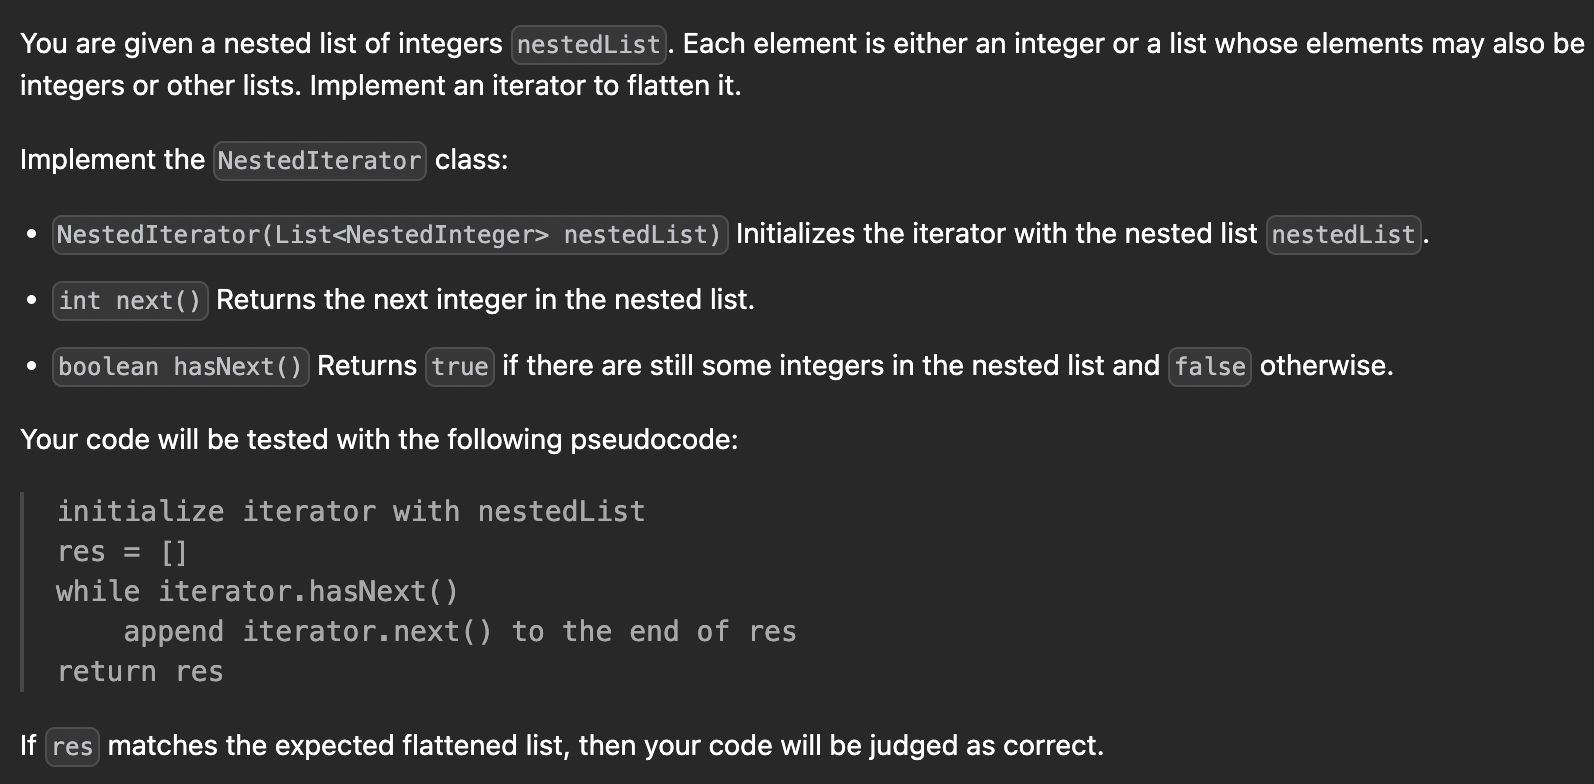 You are given a nested list of integers nestedList. Each element is either an integer or a list whose elements may also be
integers or other lists. Implement an iterator to flatten it.
Implement the NestedIterator class:
• NestedIterator(List<NestedInteger> nestedList) Initializes the iterator with the nested list nestedList.
• int next() Returns the next integer in the nested list.
• boolean hasNext() Returns true if there are still some integers in the nested list and false otherwise.
Your code will be tested with the following pseudocode:
initialize iterator with nestedList
res = []
while iterator.hasNext()
    append iterator.next() to the end of res
return res
If res matches the expected flattened list, then your code will be judged as correct.